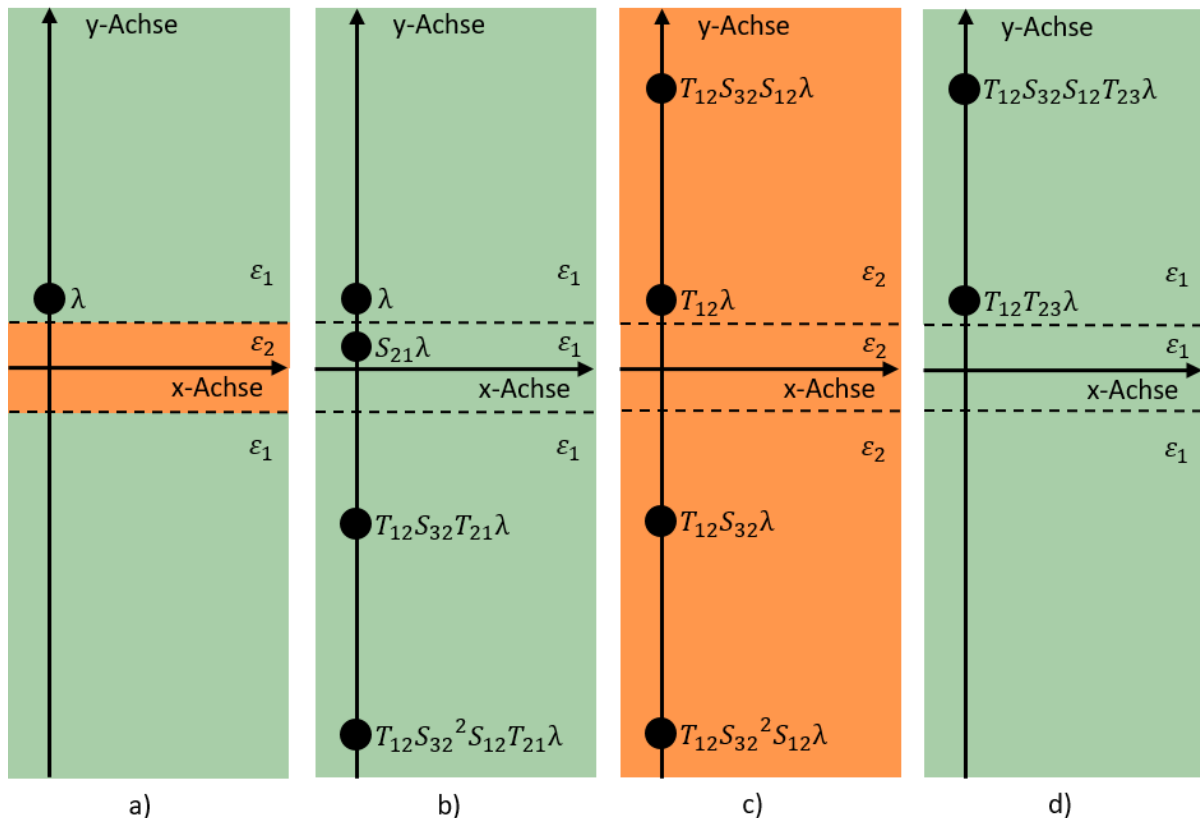 y-Achse
λ
ε₁
ε₂
x-Achse
ε₁
a)
y-Achse
ε₁
λ
S₂₁λ
ε₁
x-Achse
ε₁
T₁₂S₃₂T₂₁λ
T₁₂S₃₂²S₁₂T₂₁λ
b)
y-Achse
T₁₂S₃₂S₁₂λ
ε₂
T₁₂λ
ε₂
x-Achse
ε₂
T₁₂S₃₂λ
T₁₂S₃₂²S₁₂λ
c)
y-Achse
T₁₂S₃₂S₁₂T₂₃λ
ε₁
T₁₂T₂₃λ
ε₁
x-Achse
ε₁
d)